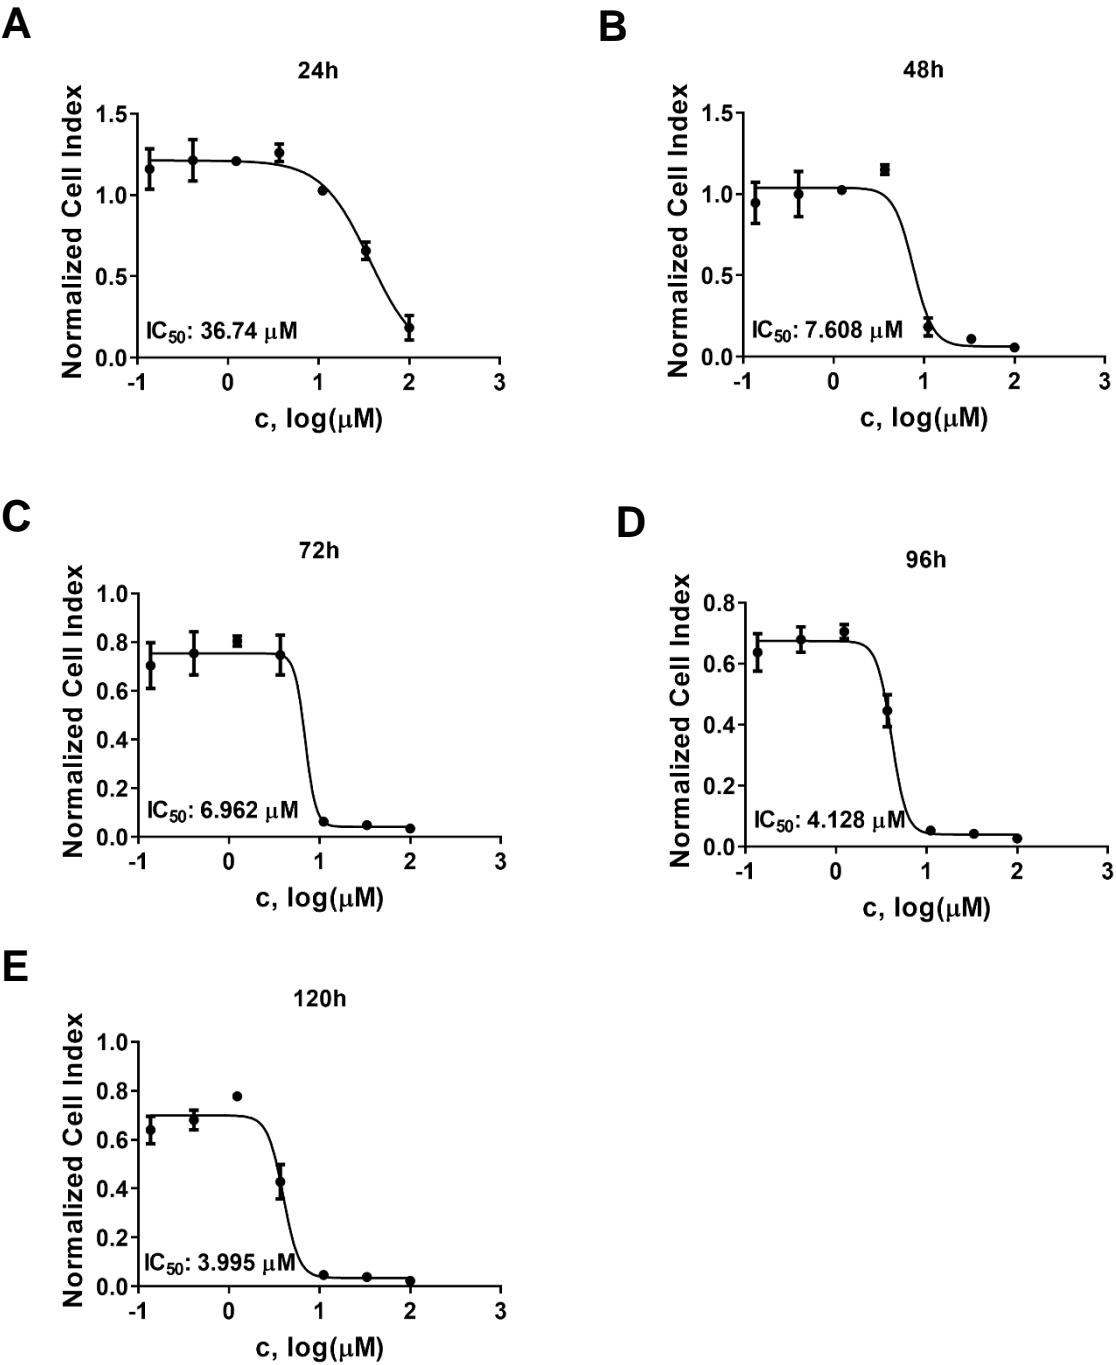 A
24h
Normalized Cell Index
1.5
1.0
0.5
0.0
IC50: 36.74 μM
-1 0 1 2 3
c, log(μM)
B
48h
Normalized Cell Index
1.5
1.0
0.5
0.0
IC50: 7.608 μM
-1 0 1 2 3
c, log(μM)
C
72h
Normalized Cell Index
1.0
0.8
0.6
0.4
0.2
0.0
IC50: 6.962 μM
-1 0 1 2 3
c, log(μM)
D
96h
Normalized Cell Index
0.8
0.6
0.4
0.2
0.0
IC50: 4.128 μM
-1 0 1 2 3
c, log(μM)
E
120h
Normalized Cell Index
1.0
0.8
0.6
0.4
0.2
0.0
IC50: 3.995 μM
-1 0 1 2 3
c, log(μM)